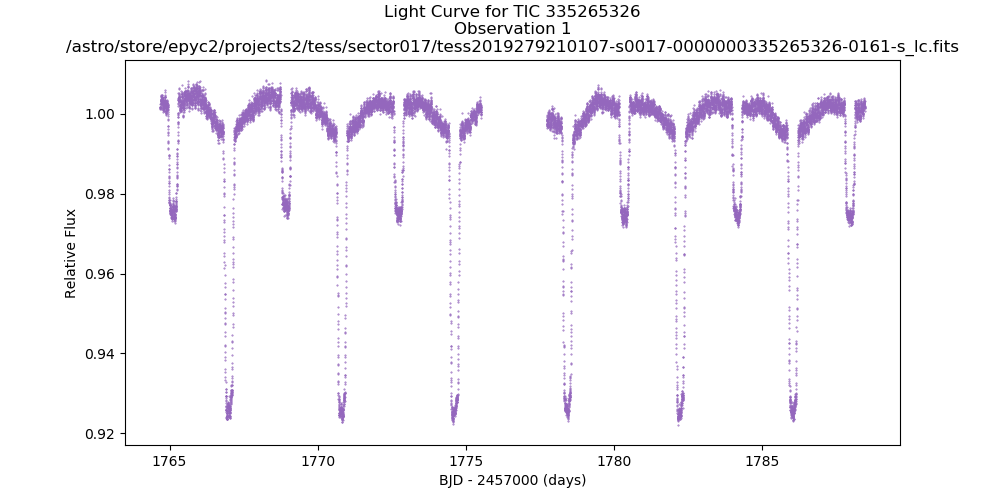 Light Curve for TIC 335265326
Observation 1
/astro/store/epyc2/projects2/tess/sector017/tess2019279210107-s0017-0000000335265326-0161-s_lc.fits
1.00
0.98
0.96
0.94
0.92
Relative Flux
1765
1770
1775
1780
1785
BJD - 2457000 (days)